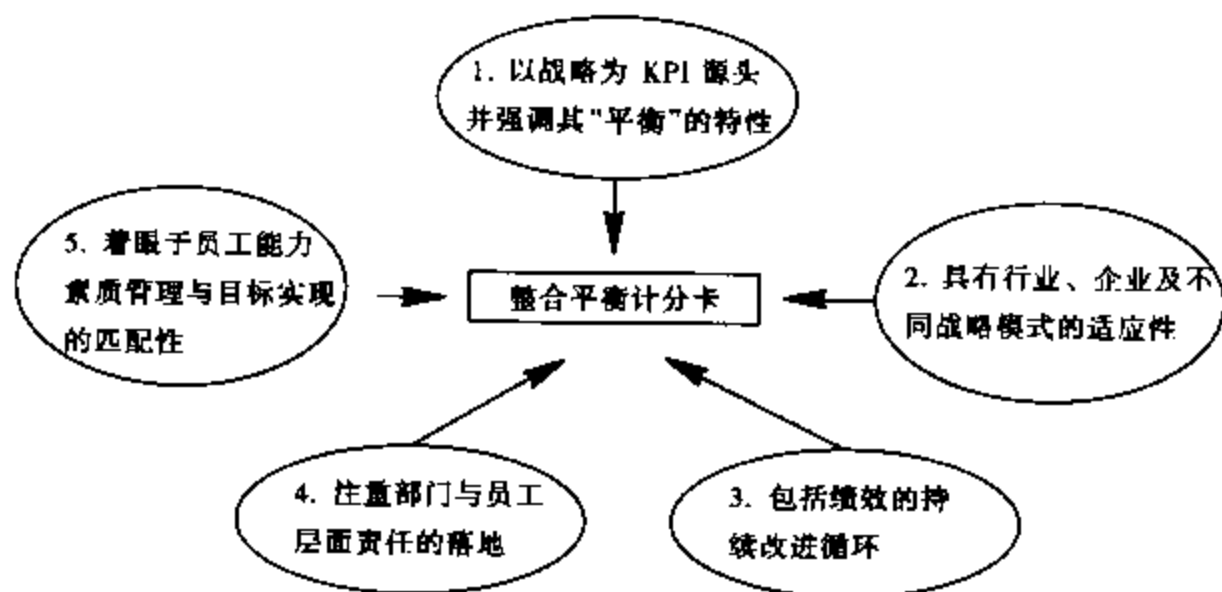 1. 以战略为 KPI 源头
并强调其"平衡"的特性
5. 着眼于员工能力
素质管理与目标实现
的匹配性
整合平衡计分卡
2. 具有行业、企业及不
同战略模式的适应性
4. 注重部门与员工
层面责任的落地
3. 包括绩效的持
续改进循环